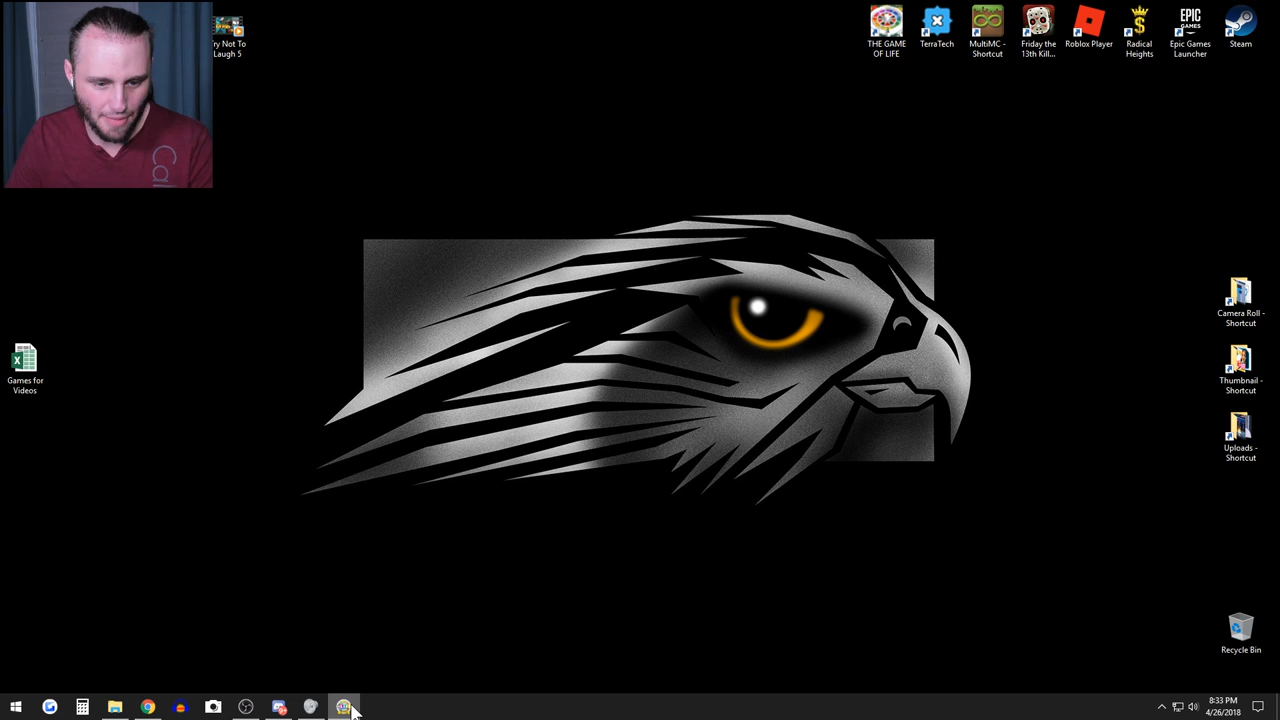 Try Not To
Laugh 5
THE GAME
OF LIFE
TerraTech
MultiMC -
Shortcut
Friday the
13th Kill...
Roblox Player
Radical
Heights
EPIC
GAMES
Epic Games
Launcher
Steam
Cal
Games for
Videos
Camera Roll -
Shortcut
Thumbnail -
Shortcut
Uploads -
Shortcut
Recycle Bin
8:33 PM
4/26/2018